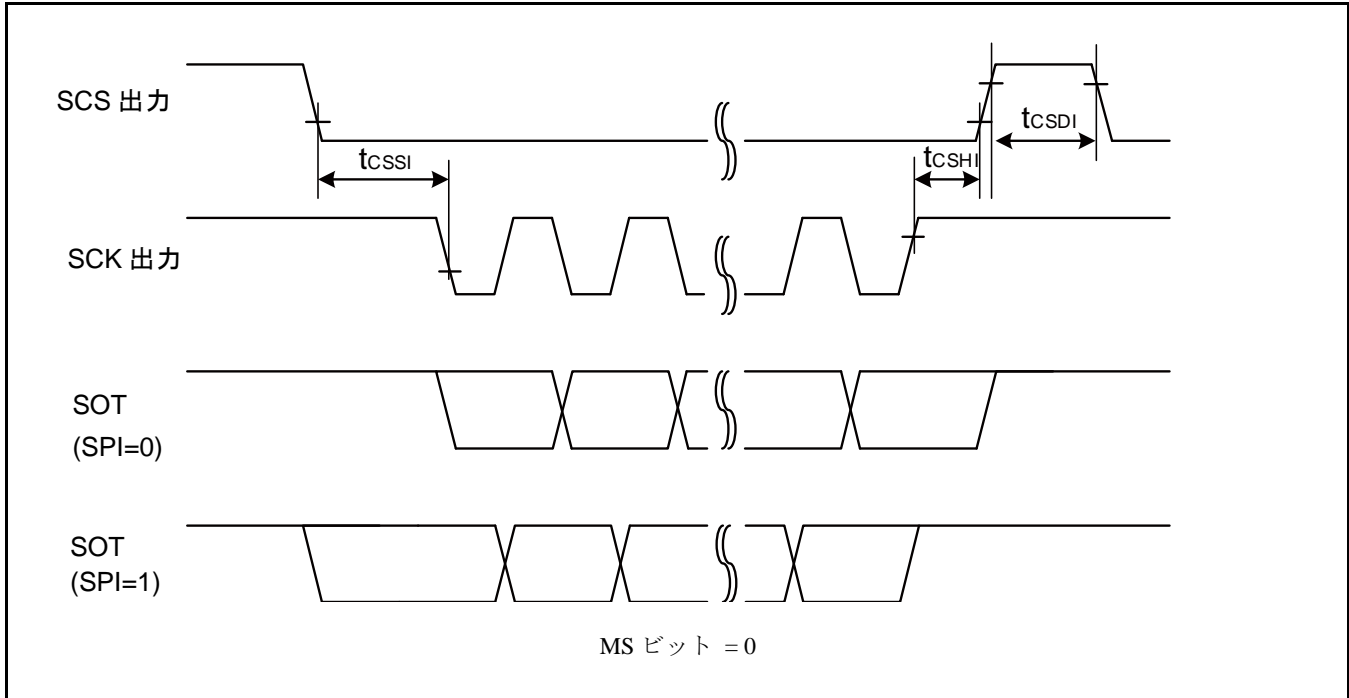 SCS 出力
tCSDI
tCSSI
tCSHI
SCK 出力
SOT
(SPI=0)
SOT
(SPI=1)
MS ビット = 0